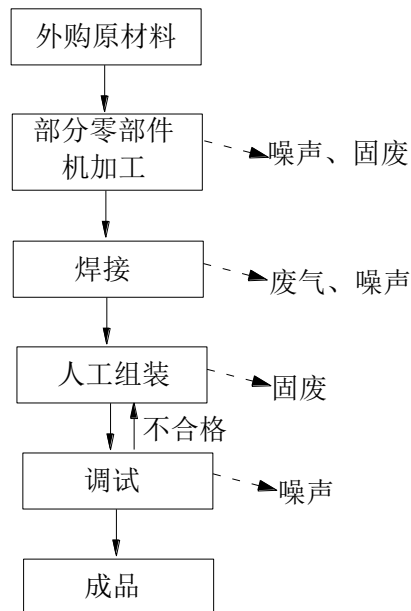 外购原材料
部分零部件
机加工
噪声、固废
焊接
废气、噪声
人工组装
固废
不合格
调试
噪声
成品